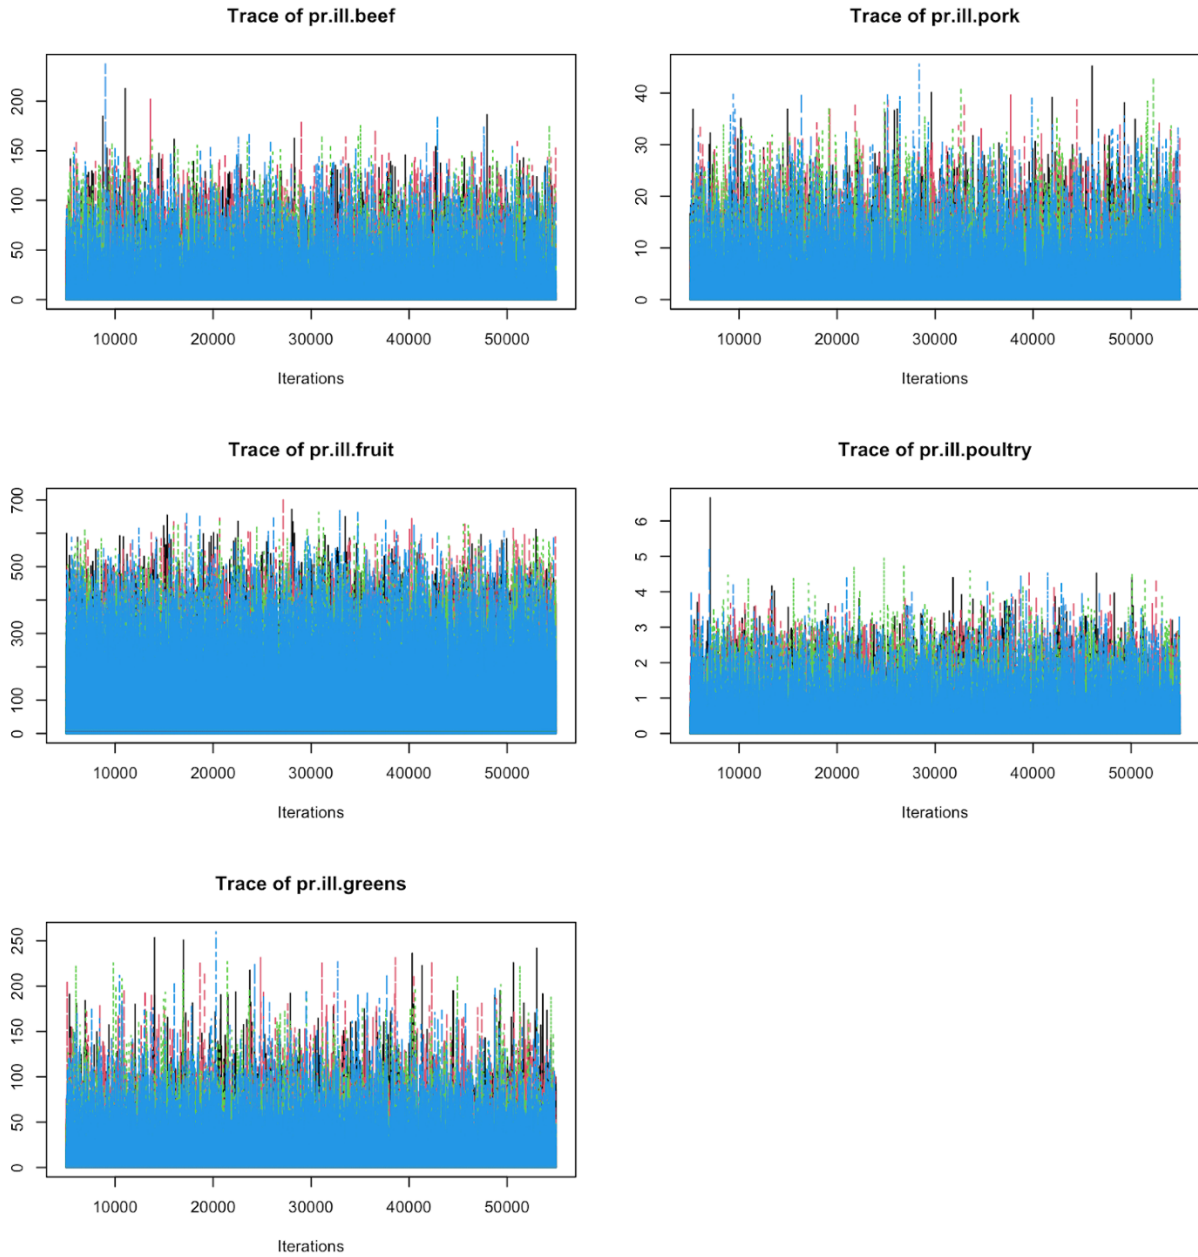 Trace of pr.ill.beef
200
150
100
50
0
10000 20000 30000 40000 50000
Iterations
Trace of pr.ill.pork
40
30
20
10
0
10000 20000 30000 40000 50000
Iterations
Trace of pr.ill.fruit
700
500
300
100
0
10000 20000 30000 40000 50000
Iterations
Trace of pr.ill.poultry
6
5
4
3
2
1
0
10000 20000 30000 40000 50000
Iterations
Trace of pr.ill.greens
250
200
150
100
50
0
10000 20000 30000 40000 50000
Iterations